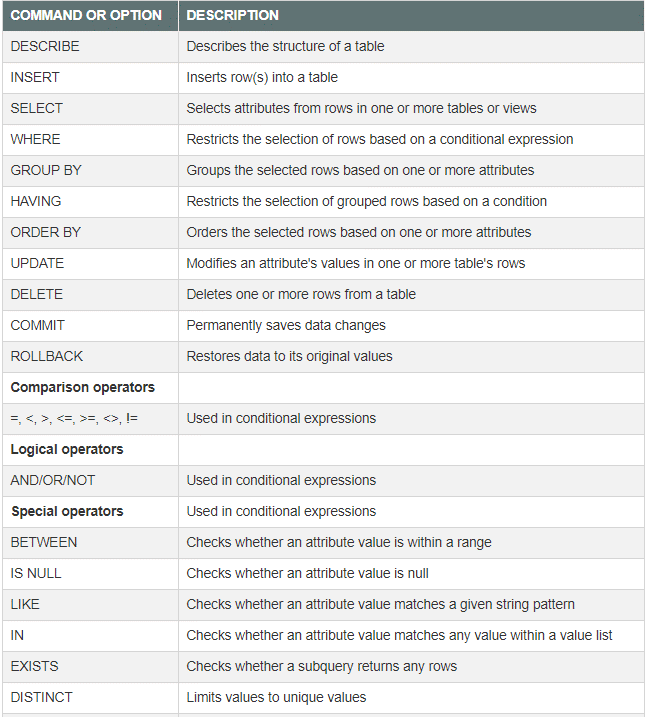 COMMAND OR OPTION DESCRIPTION
DESCRIBE Describes the structure of a table
INSERT Inserts row(s) into a table
SELECT Selects attributes from rows in one or more tables or views
WHERE Restricts the selection of rows based on a conditional expression
GROUP BY Groups the selected rows based on one or more attributes
HAVING Restricts the selection of grouped rows based on a condition
ORDER BY Orders the selected rows based on one or more attributes
UPDATE Modifies an attribute's values in one or more table's rows
DELETE Deletes one or more rows from a table
COMMIT Permanently saves data changes
ROLLBACK Restores data to its original values
Comparison operators
=, <, >, <=, >=, <>, != Used in conditional expressions
Logical operators
AND/OR/NOT Used in conditional expressions
Special operators Used in conditional expressions
BETWEEN Checks whether an attribute value is within a range
IS NULL Checks whether an attribute value is null
LIKE Checks whether an attribute value matches a given string pattern
IN Checks whether an attribute value matches any value within a value list
EXISTS Checks whether a subquery returns any rows
DISTINCT Limits values to unique values